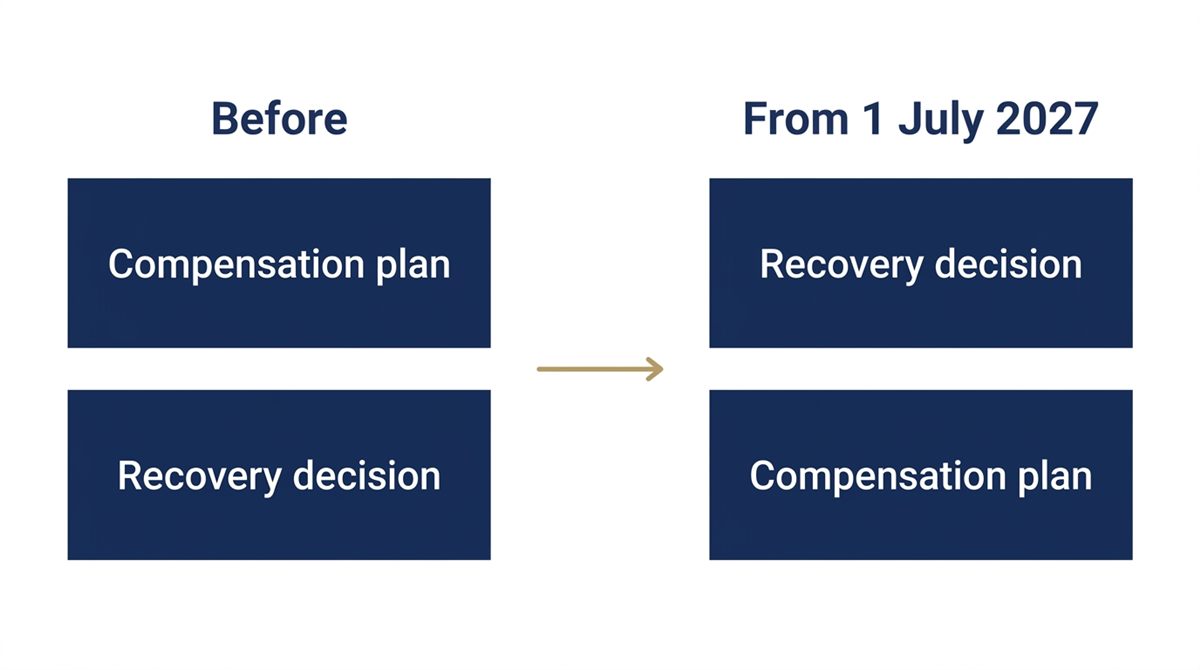 Before
Compensation plan
Recovery decision
From 1 July 2027
Recovery decision
Compensation plan